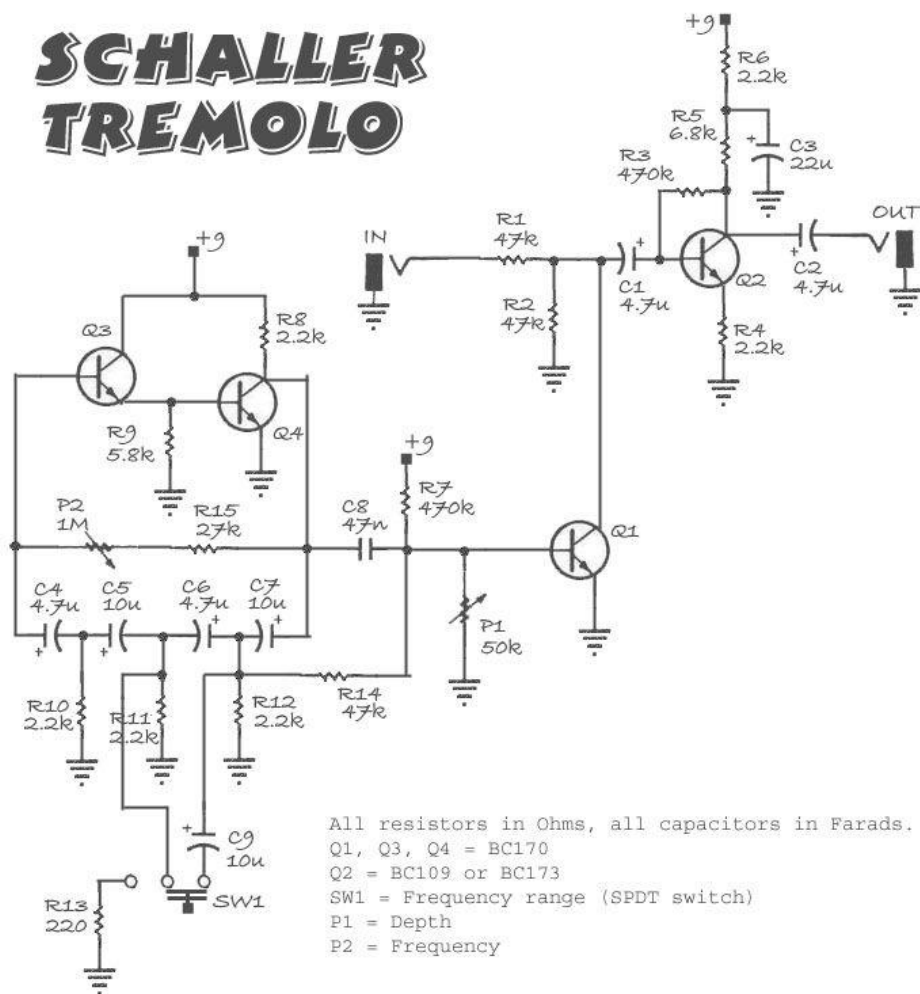 SCHALLER
TREMOLO
+9
R6
2.2k
R5
6.8k
C3
22u
+
R3
470k
IN
R1
47k
+
C1
4.7u
Q2
+
C2
4.7u
OUT
R2
47k
R4
2.2k
+9
Q3
R8
2.2k
Q4
R9
5.8k
+9
P2
1M
R15
27k
C8
47n
R7
470k
Q1
C4
4.7u
+
C5
10u
+
C6
4.7u
+
C7
10u
+
P1
50k
R10
2.2k
R11
2.2k
R12
2.2k
R14
47k
+
C9
10u
R13
220
SW1
All resistors in Ohms, all capacitors in Farads.
Q1, Q3, Q4 = BC170
Q2 = BC109 or BC173
SW1 = Frequency range (SPDT switch)
P1 = Depth
P2 = Frequency